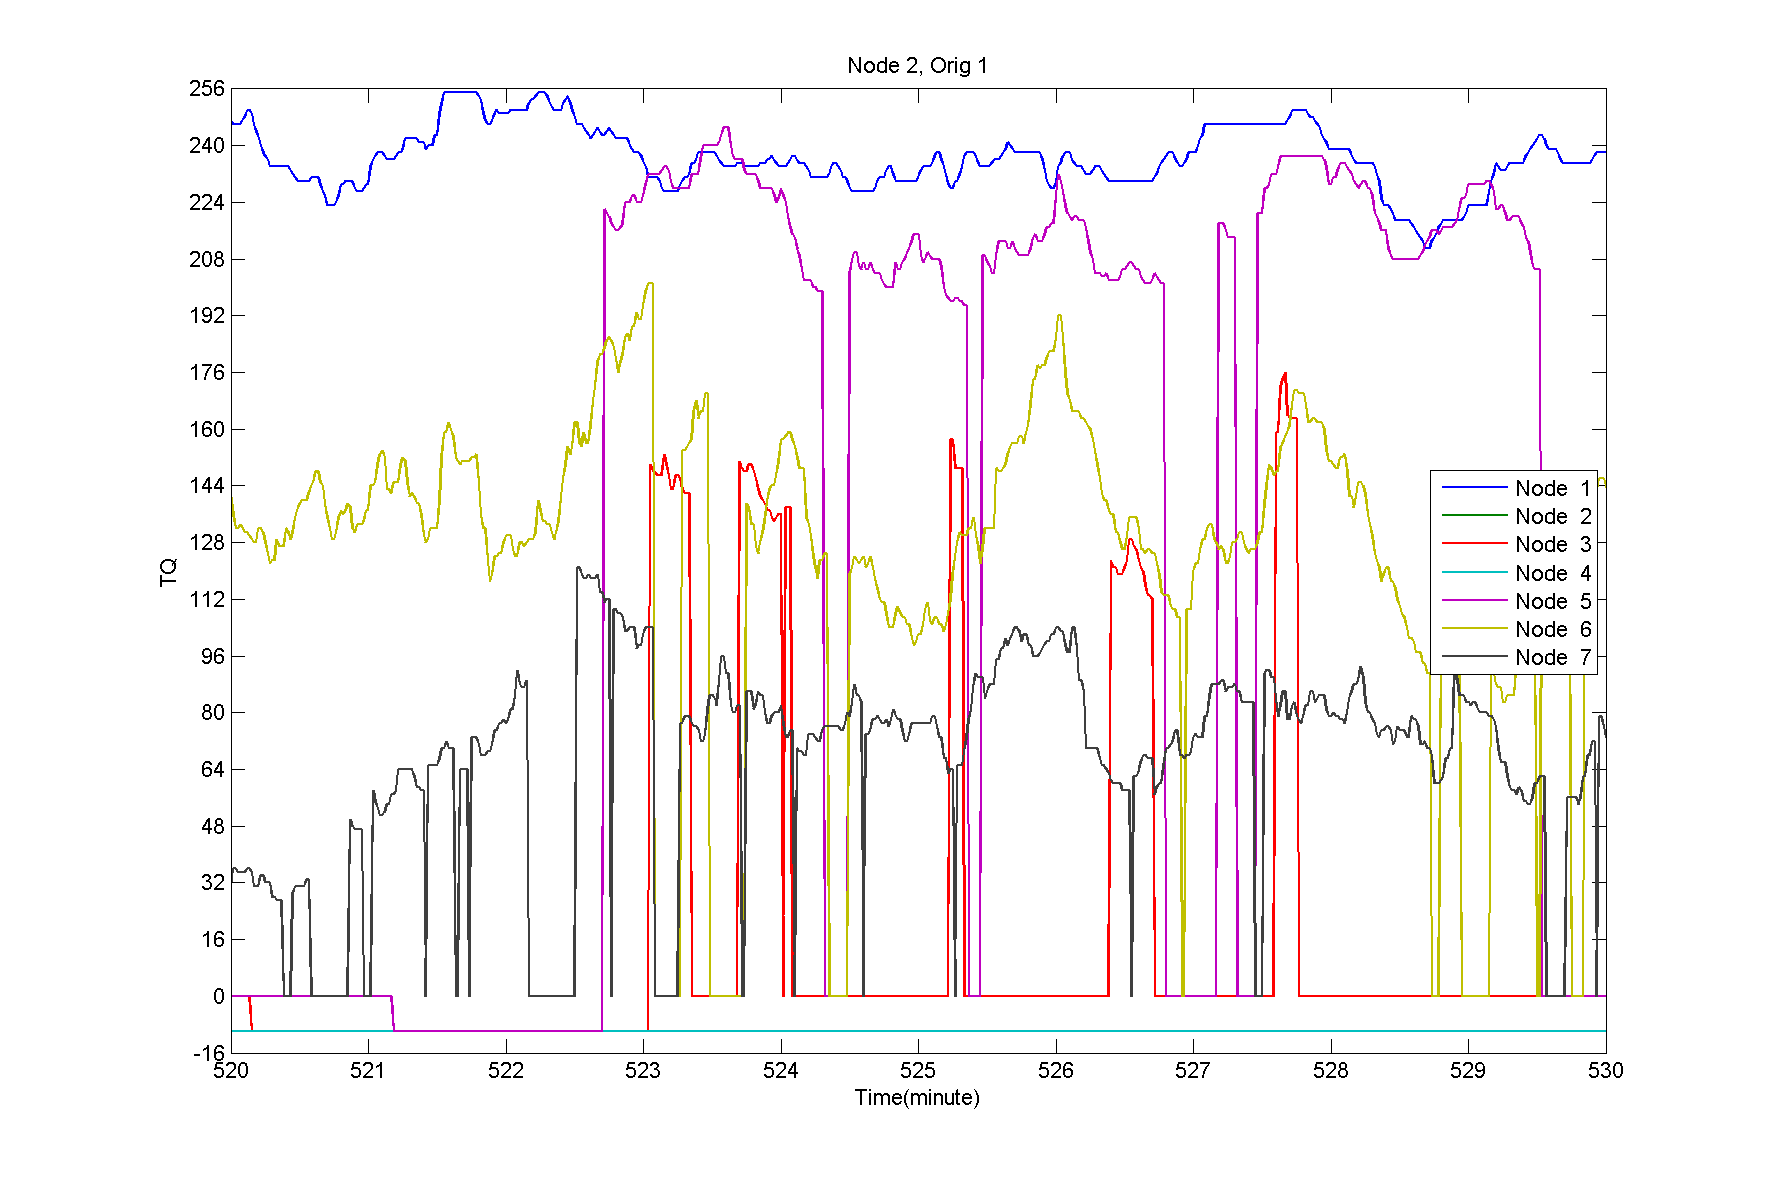 Node 2, Orig 1
256
240
224
208
192
176
160
144
128
112
96
80
64
48
32
16
0
-16
TQ
Node 1
Node 2
Node 3
Node 4
Node 5
Node 6
Node 7
520 521 522 523 524 525 526 527 528 529 530
Time(minute)